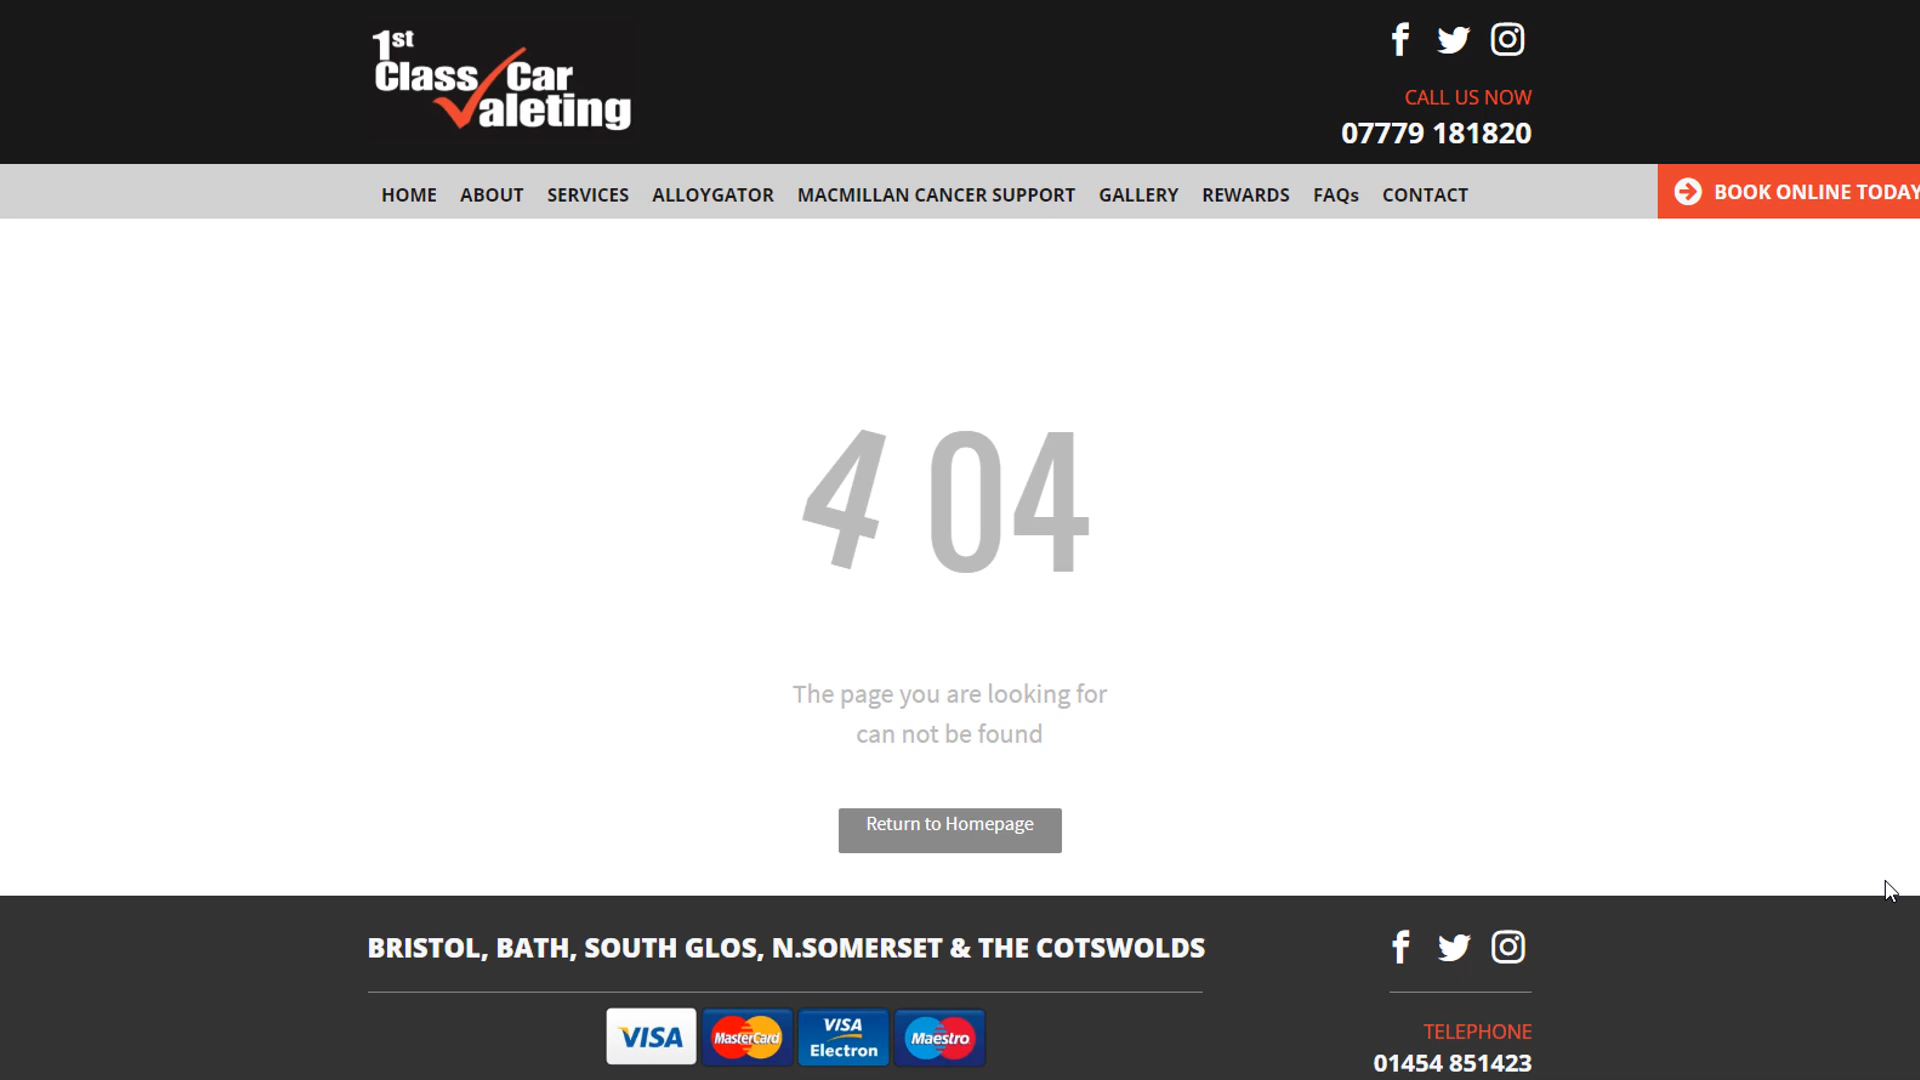 1st
Class Car
Valeting
CALL US NOW
07779 181820
HOME ABOUT SERVICES ALLOYGATOR MACMILLAN CANCER SUPPORT GALLERY REWARDS FAQs CONTACT
BOOK ONLINE TODAY
404
The page you are looking for
can not be found
Return to Homepage
BRISTOL, BATH, SOUTH GLOS, N.SOMERSET & THE COTSWOLDS
VISA MasterCard VISA Electron Maestro
TELEPHONE
01454 851423